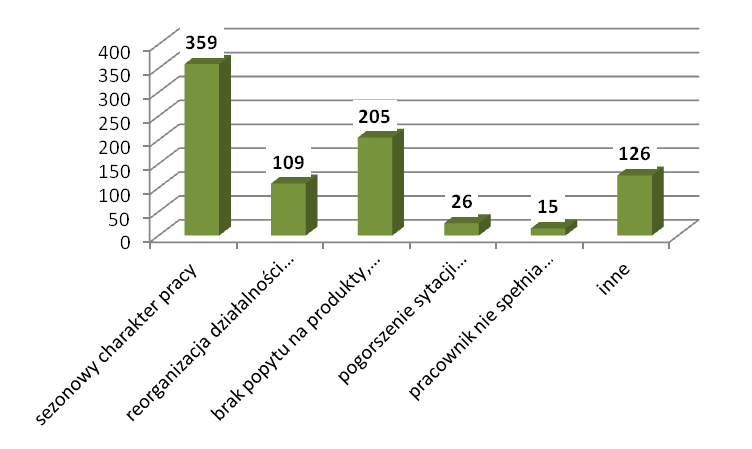 359
109
205
26
15
126
400
350
300
250
200
150
100
50
0
sezonowy charakter pracy
reorganizacja działalności...
brak popytu na produkty,...
pogorszenie sytacji...
pracownik nie spełnia...
inne